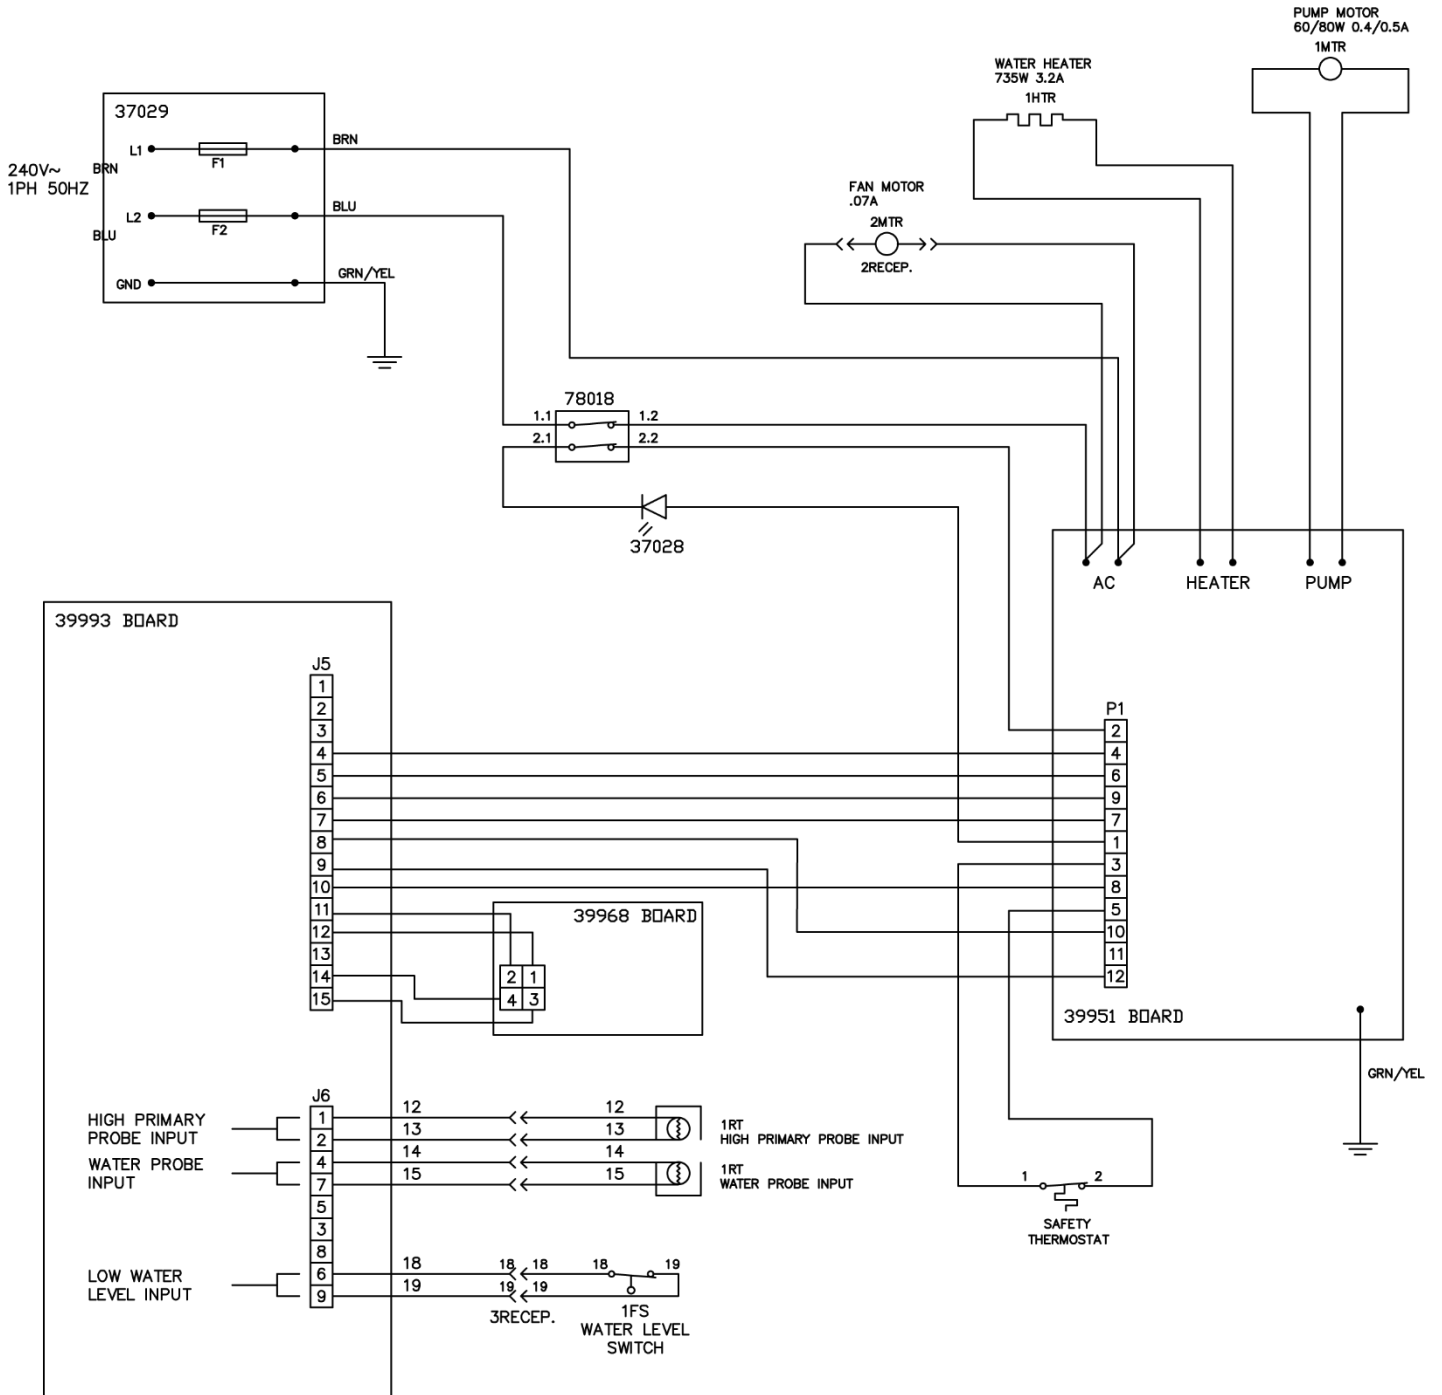 PUMP MOTOR
60/80W 0.4/0.5A
1MTR
WATER HEATER
735W 3.2A
1HTR
37029
L1
F1
BRN
BRN
240V~
1PH 50HZ
L2
F2
BLU
BLU
GND
GRN/YEL
FAN MOTOR
.07A
2MTR
2RECEP.
78018
1.1
1.2
2.1
2.2
37028
AC
HEATER
PUMP
39993 BOARD
J5
1
2
3
4
5
6
7
8
9
10
11
12
13
14
15
P1
2
4
6
9
7
1
3
8
5
10
11
12
39951 BOARD
GRN/YEL
39968 BOARD
2 1
4 3
J6
1
2
4
7
5
3
8
6
9
HIGH PRIMARY
PROBE INPUT
WATER PROBE
INPUT
LOW WATER
LEVEL INPUT
12 12
13 13
14 14
15 15
1RT
HIGH PRIMARY PROBE INPUT
1RT
WATER PROBE INPUT
18 18 18 18 19
19 19 19
3RECEP.
1FS
WATER LEVEL
SWITCH
1 2
SAFETY
THERMOSTAT